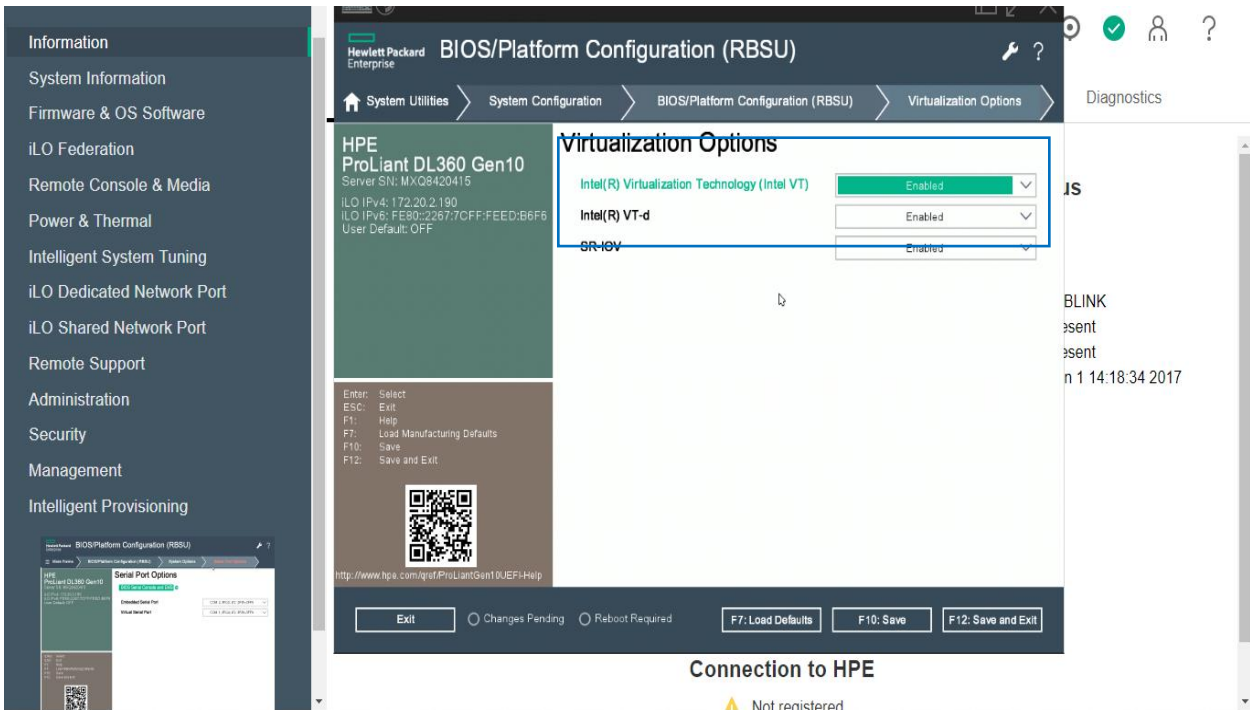 Information
System Information
Firmware & OS Software
iLO Federation
Remote Console & Media
Power & Thermal
Intelligent System Tuning
iLO Dedicated Network Port
iLO Shared Network Port
Remote Support
Administration
Security
Management
Intelligent Provisioning
BIOS/Platform Configuration (RBSU)
HPE
ProLiant DL360 Gen10
Serial Port Options
Embedded Serial Port
Virtual Serial Port
Hewlett Packard
Enterprise
BIOS/Platform Configuration (RBSU)
?
System Utilities
System Configuration
BIOS/Platform Configuration (RBSU)
Virtualization Options
HPE
ProLiant DL360 Gen10
Server SN: MXQ8420415
iLO IPv4: 172.20.2.190
iLO IPv6: FE80::2267:7CFF:FEED:B6F6
User Default: OFF
Enter: Select
ESC: Exit
F1: Help
F7: Load Manufacturing Defaults
F10: Save
F12: Save and Exit
http://www.hpe.com/qref/ProLiantGen10UEFI-Help
Virtualization Options
Intel(R) Virtualization Technology (Intel VT) Enabled
Intel(R) VT-d Enabled
SR-IOV Enabled
Exit
Changes Pending
Reboot Required
F7: Load Defaults
F10: Save
F12: Save and Exit
?
Diagnostics
us
BLINK
esent
esent
n 1 14:18:34 2017
Connection to HPE
Not registered